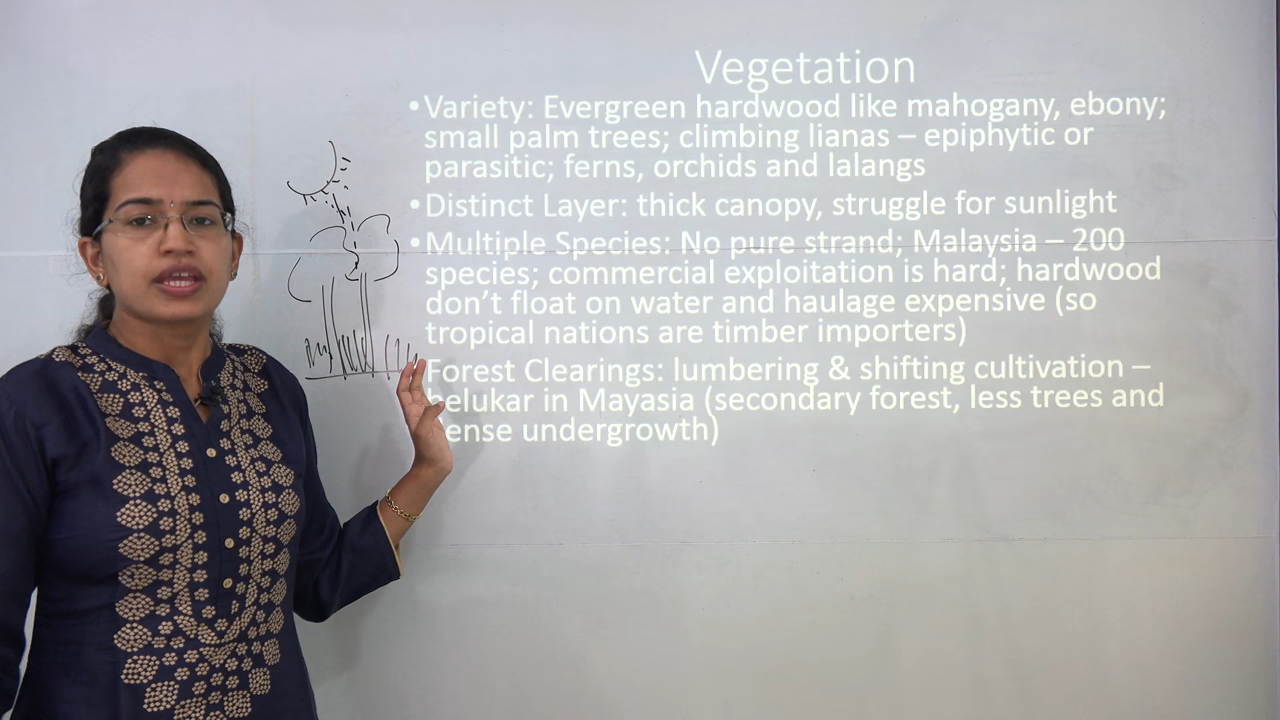 Vegetation
• Variety: Evergreen hardwood like mahogany, ebony;
small palm trees; climbing lianas – epiphytic or
parasitic; ferns, orchids and lalangs
• Distinct Layer: thick canopy, struggle for sunlight
• Multiple Species: No pure strand; Malaysia – 200
species; commercial exploitation is hard; hardwood
don't float on water and haulage expensive (so
tropical nations are timber importers)
Forest Clearings: lumbering & shifting cultivation –
belukar in Mayasia (secondary forest, less trees and
dense undergrowth)